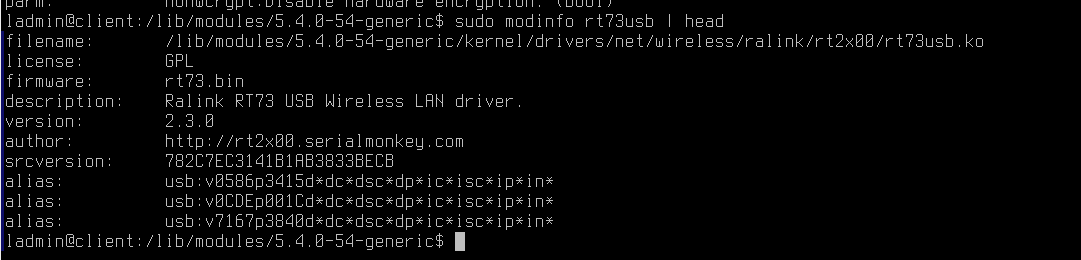 parm:           nohwcrypt:Disable hardware encryption. (bool)
ladmin@client:/lib/modules/5.4.0-54-generic$ sudo modinfo rt73usb | head
filename:       /lib/modules/5.4.0-54-generic/kernel/drivers/net/wireless/ralink/rt2x00/rt73usb.ko
license:        GPL
firmware:       rt73.bin
description:    Ralink RT73 USB Wireless LAN driver.
version:        2.3.0
author:         http://rt2x00.serialmonkey.com
srcversion:     782C7EC3141B1AB3833BECB
alias:          usb:v0586p3415d*dc*dsc*dp*ic*isc*ip*in*
alias:          usb:v0CDEp001Cd*dc*dsc*dp*ic*isc*ip*in*
alias:          usb:v7167p3840d*dc*dsc*dp*ic*isc*ip*in*
ladmin@client:/lib/modules/5.4.0-54-generic$